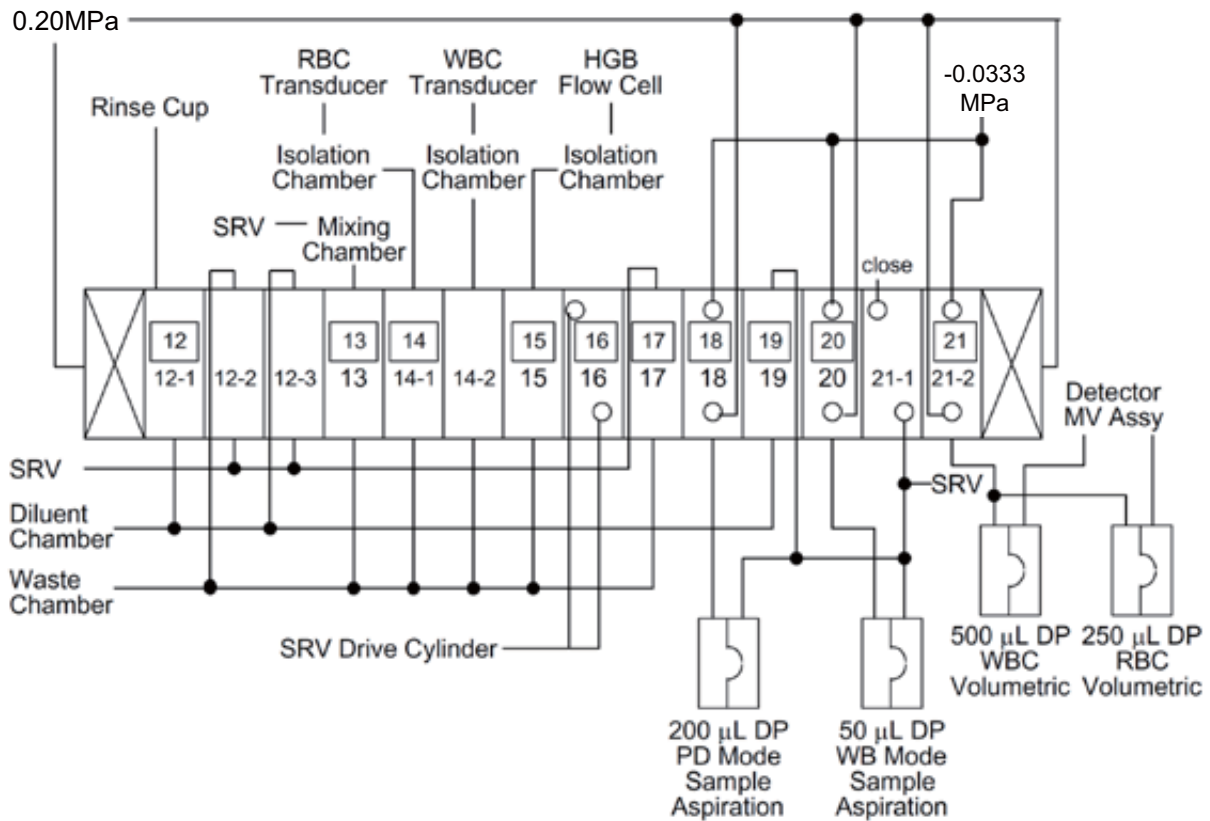 0.20MPa
RBC
Transducer
WBC
Transducer
HGB
Flow Cell
-0.0333
MPa
Rinse Cup
Isolation
Chamber
Isolation
Chamber
Isolation
Chamber
SRV
Mixing
Chamber
close
12
13
14
15
16
17
18
19
20
21
12-1
12-2
12-3
13
14-1
14-2
15
16
17
18
19
20
21-1
21-2
Detector
MV Assy
SRV
SRV
Diluent
Chamber
Waste
Chamber
SRV Drive Cylinder
500 μL DP
WBC
Volumetric
250 μL DP
RBC
Volumetric
200 μL DP
PD Mode
Sample
Aspiration
50 μL DP
WB Mode
Sample
Aspiration